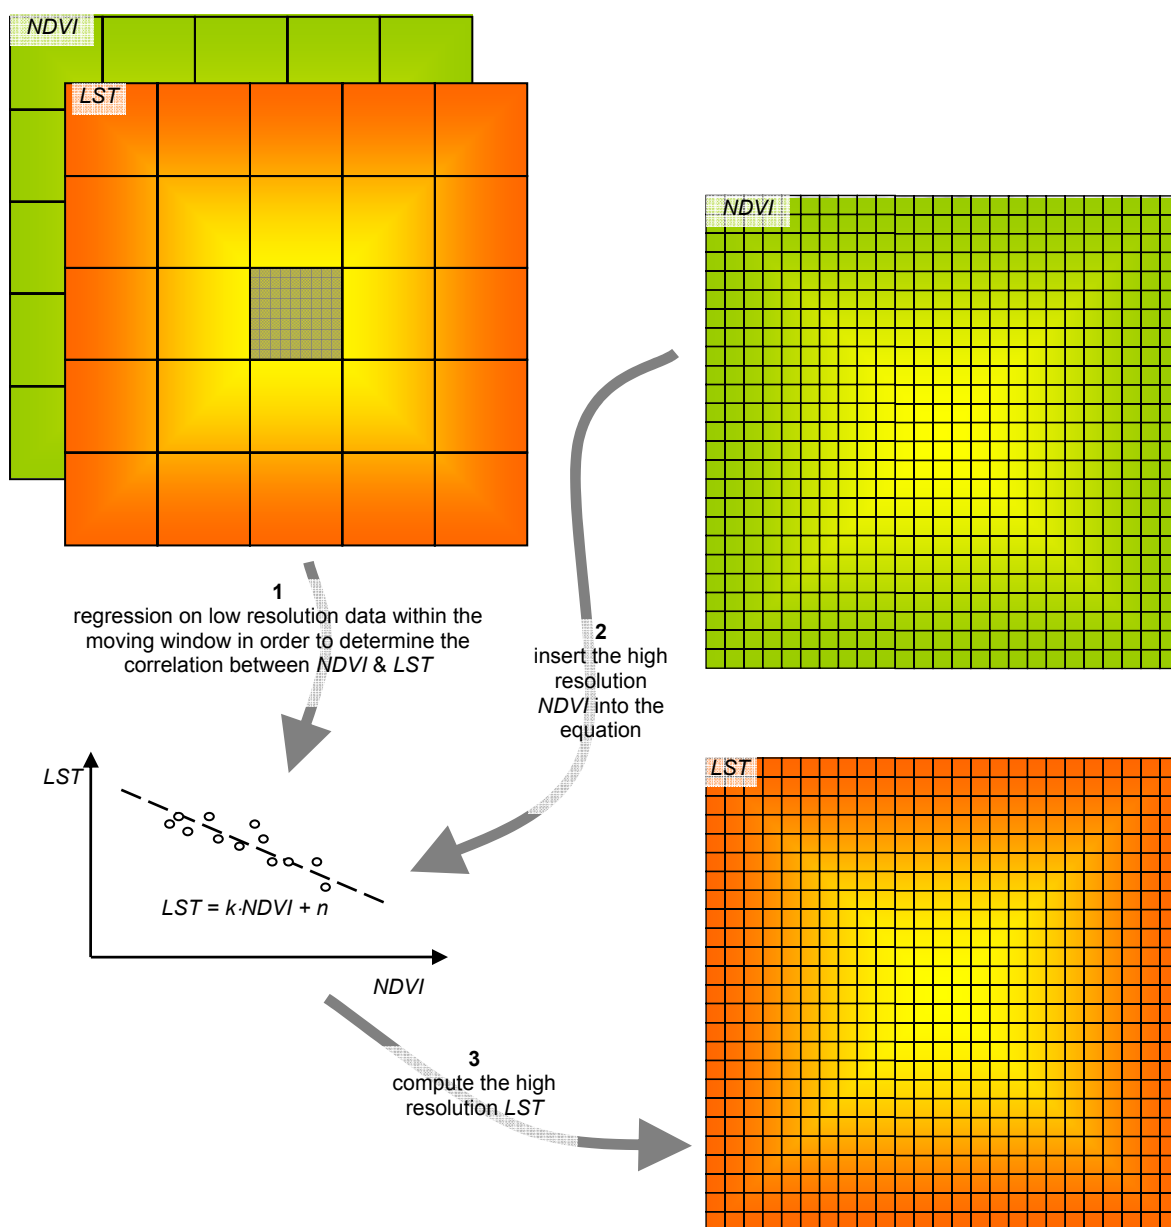 NDVI
LST
NDVI
1
regression on low resolution data within the
moving window in order to determine the
correlation between NDVI & LST
2
insert the high
resolution
NDVI into the
equation
LST
LST = k·NDVI + n
NDVI
LST
3
compute the high
resolution LST